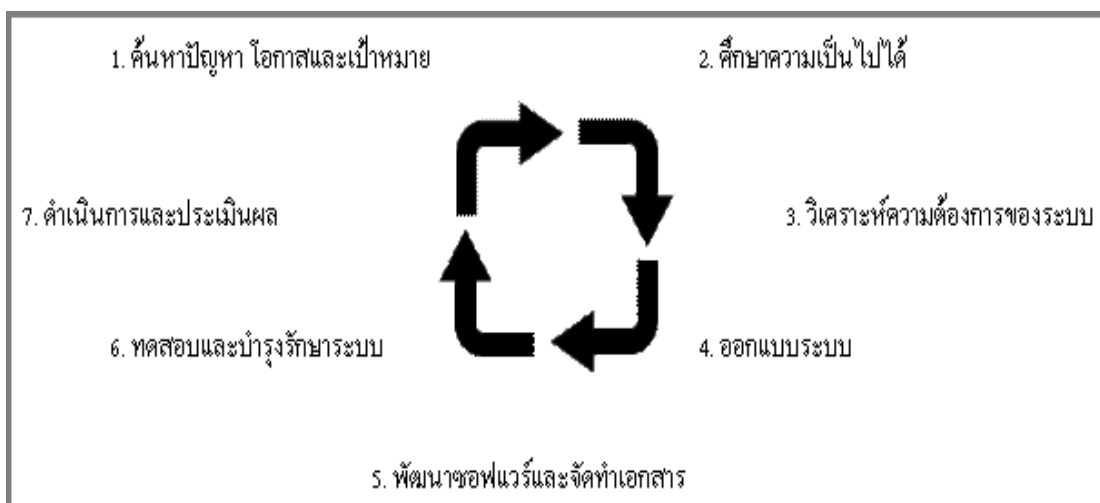 1. ค้นหาปัญหา โอกาสและเป้าหมาย
2. ศึกษาความเป็นไปได้
3. วิเคราะห์ความต้องการของระบบ
4. ออกแบบระบบ
5. พัฒนาซอฟแวร์และจัดทำเอกสาร
6. ทดสอบและบำรุงรักษาระบบ
7. ดำเนินการและประเมินผล